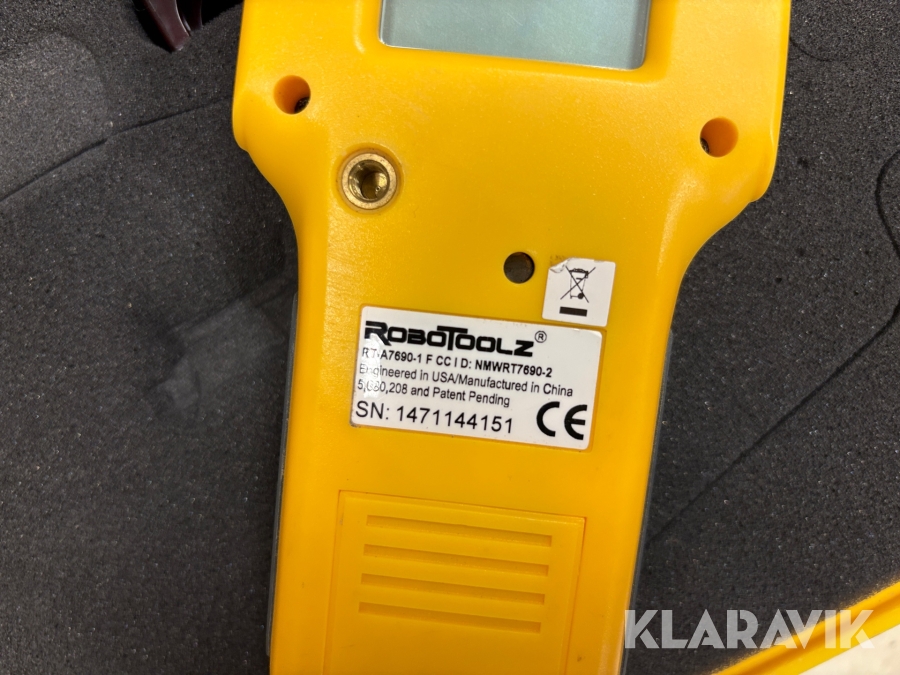 ROBOTOOLZ®
RT-A7690-1 F CC I D: NMWRT7690-2
Engineered in USA/Manufactured in China
5,680,208 and Patent Pending
SN: 1471144151 CE
KLARAVIK